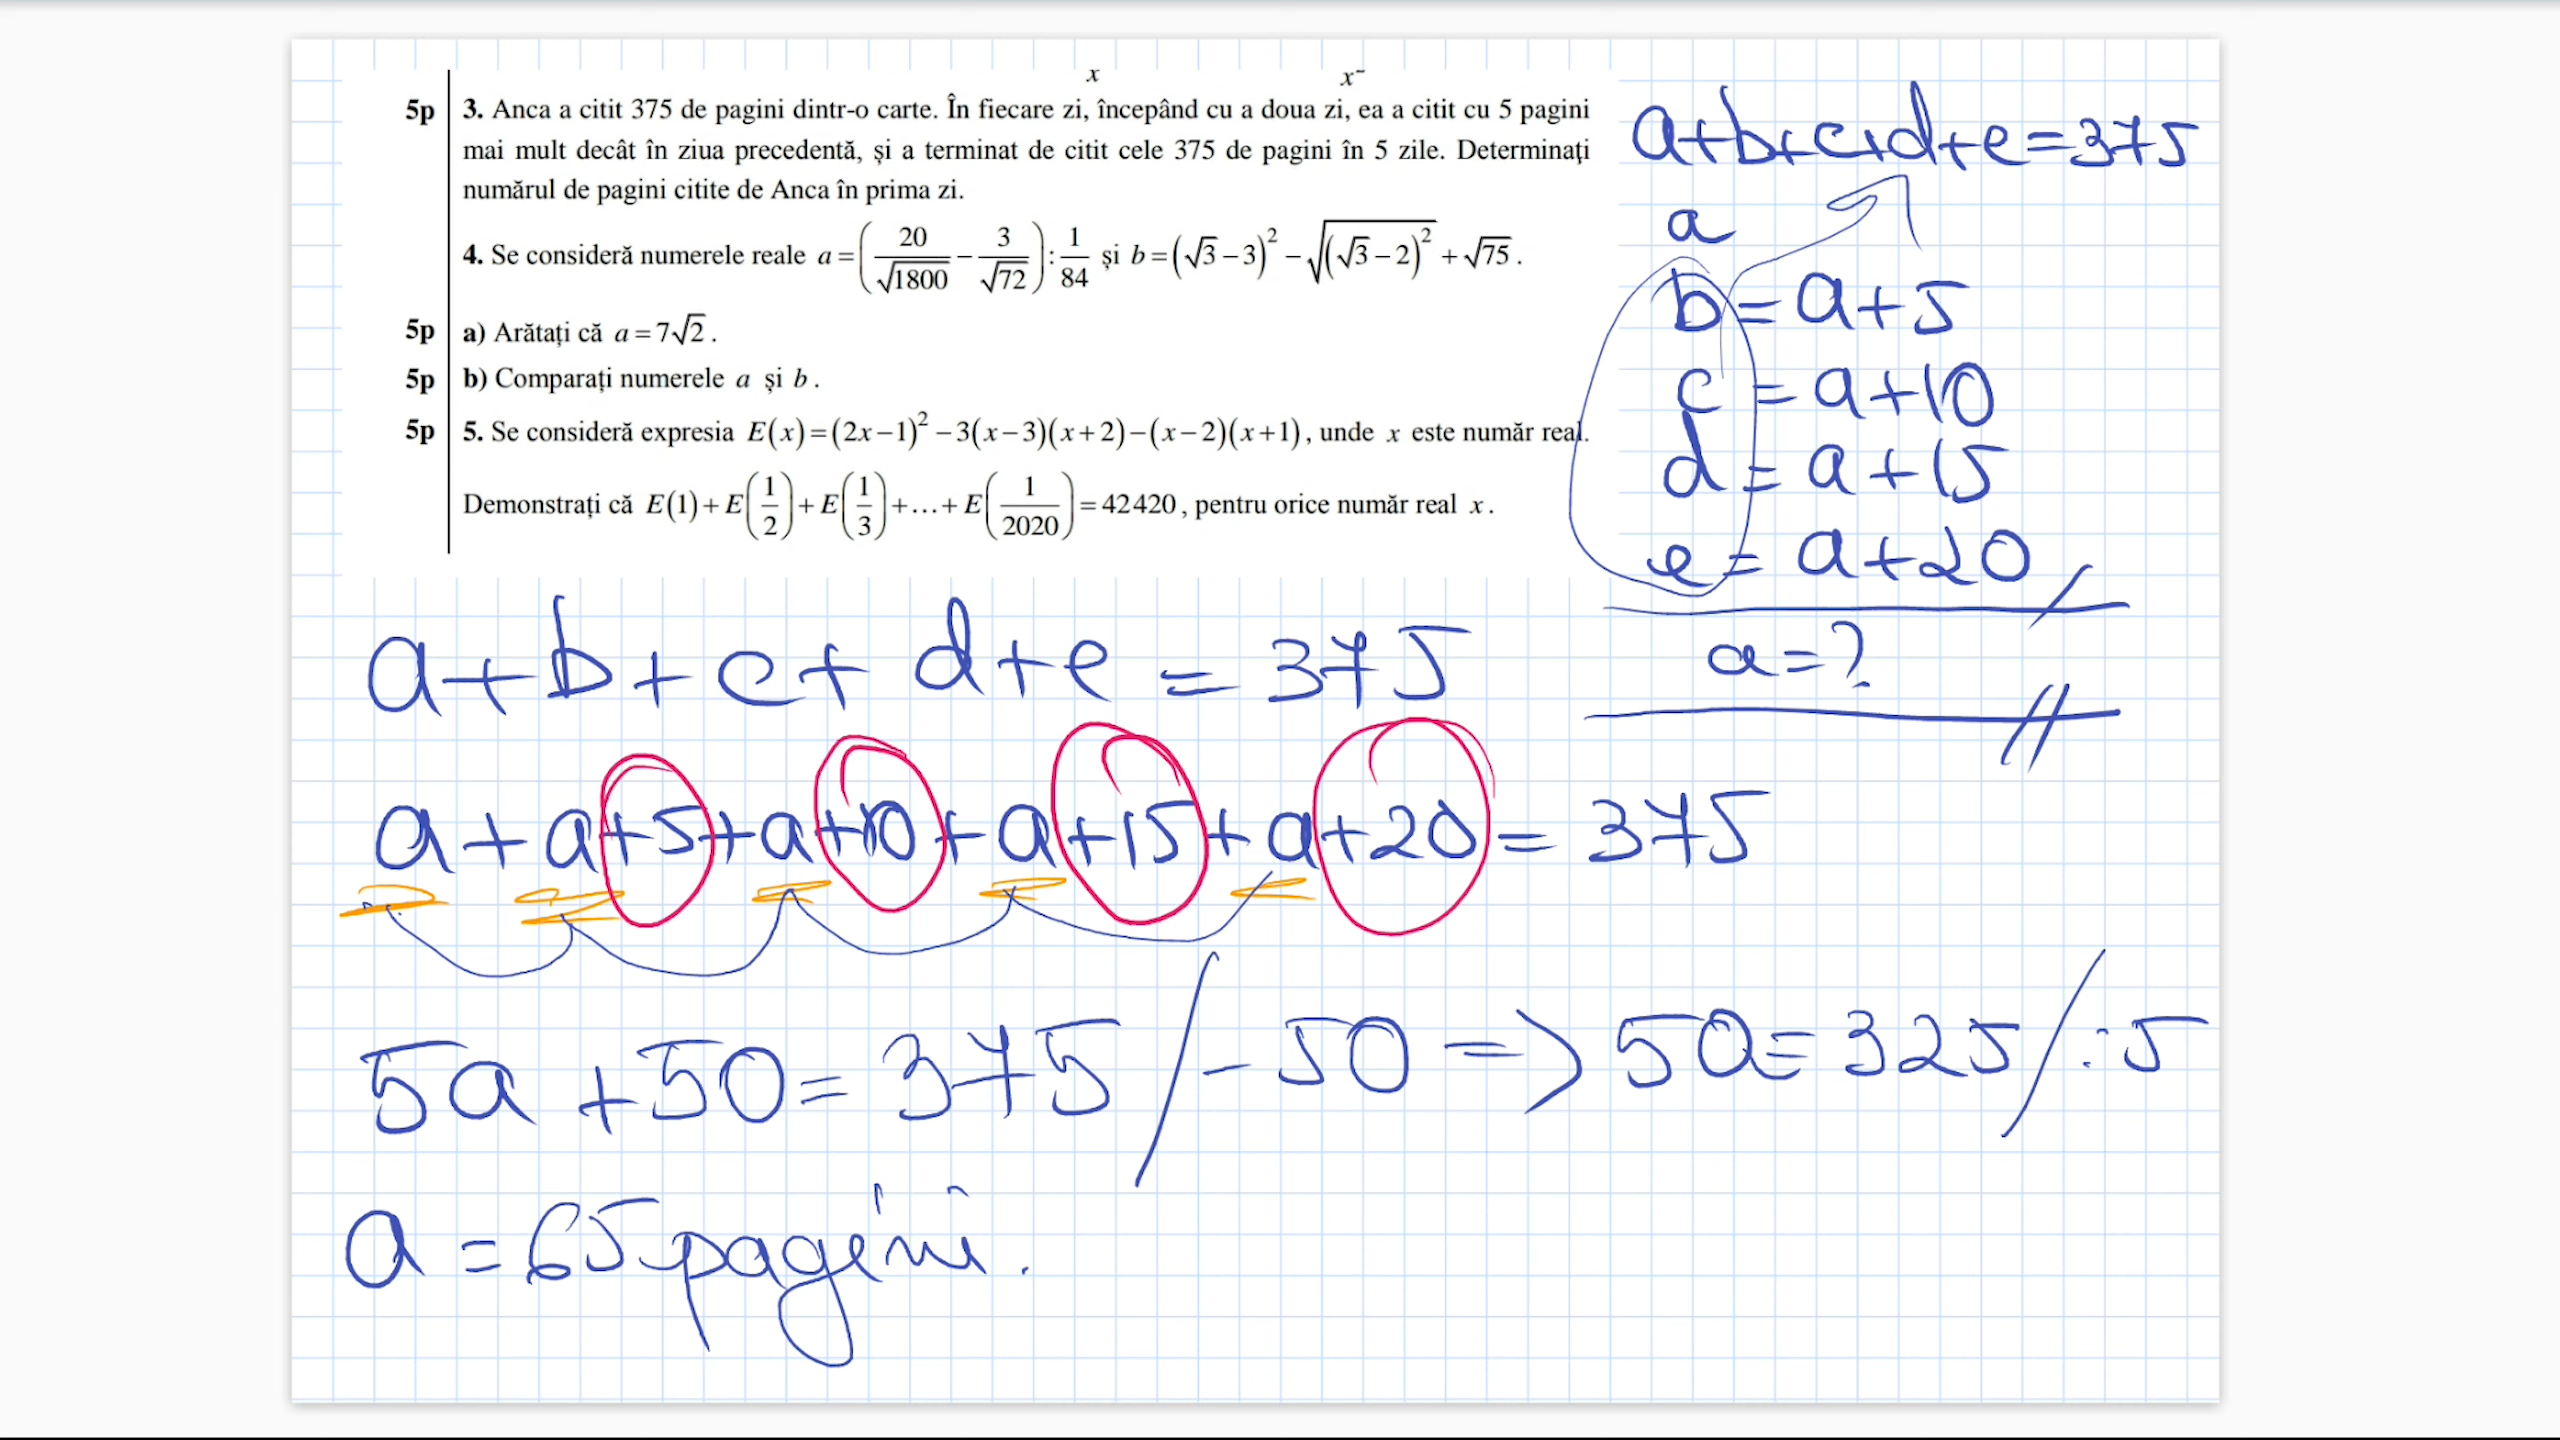 x x²
5p 3. Anca a citit 375 de pagini dintr-o carte. În fiecare zi, începând cu a doua zi, ea a citit cu 5 pagini
mai mult decât în ziua precedentă, și a terminat de citit cele 375 de pagini în 5 zile. Determinați
numărul de pagini citite de Anca în prima zi.
4. Se consideră numerele reale a = (20/√1800 − 3/√72) : 1/84 și b = (√3 − 3)² − √((√3 − 2)²) + √75 .
5p a) Arătați că a = 7√2 .
5p b) Comparați numerele a și b .
5p 5. Se consideră expresia E(x) = (2x−1)² − 3(x−3)(x+2) − (x−2)(x+1), unde x este număr real.
Demonstrați că E(1) + E(1/2) + E(1/3) + ... + E(1/2020) = 42420, pentru orice număr real x .
a+b+c+d+e=375
a
b = a+5
c = a+10
d = a+15
e = a+20
a=?
a+b+c+d+e = 375
a+a+5+a+10+a+15+a+20 = 375
5a+50=375/-50 => 5a=325/:5
a = 65 pagini.